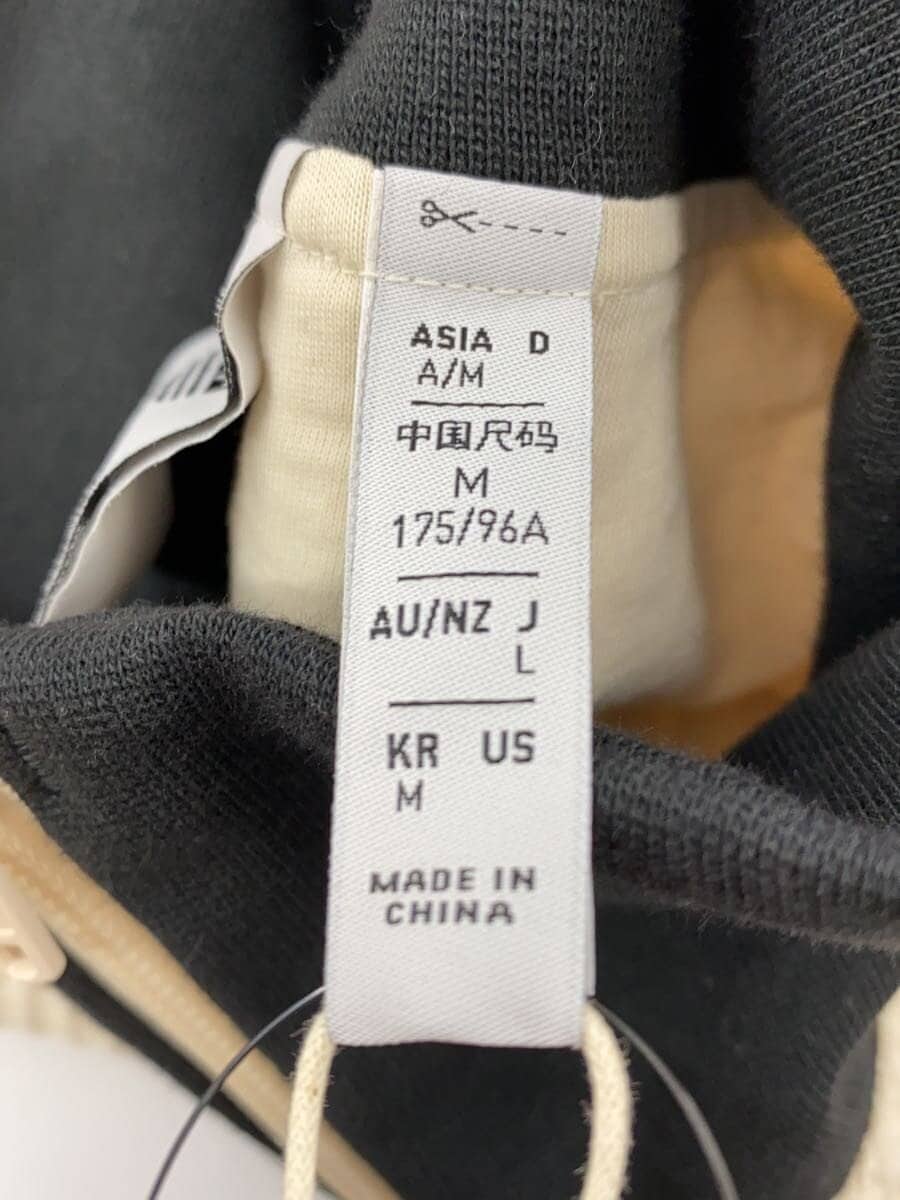 ASIA D
A/M
中国尺码
M
175/96A
AU/NZ J
L
KR US
M
MADE IN
CHINA